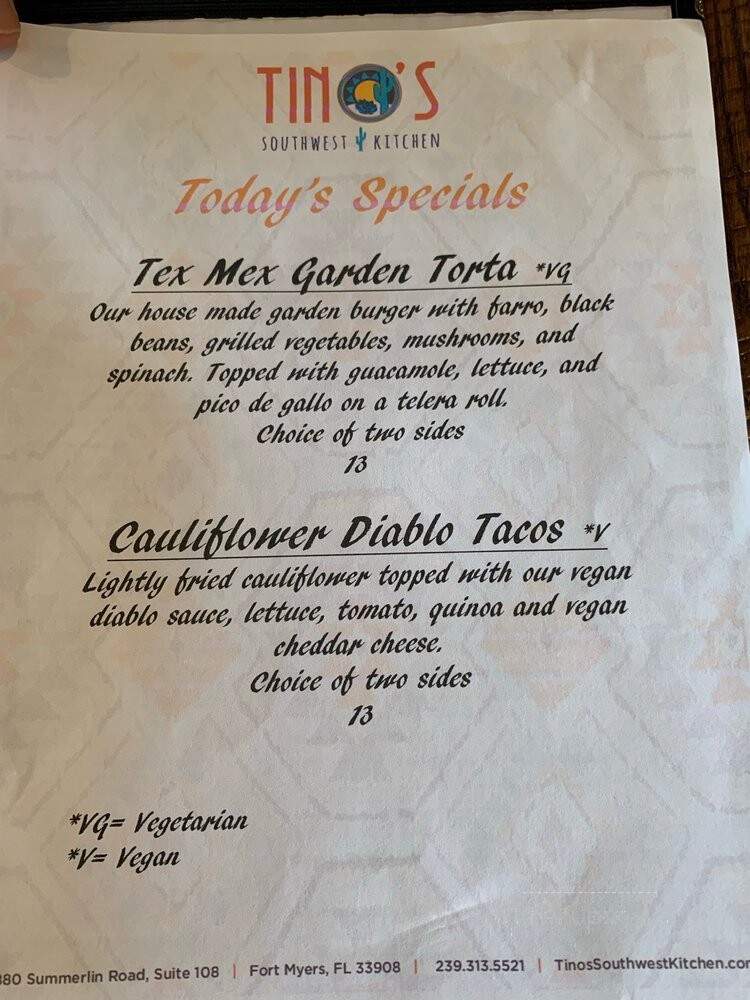 TINO'S
SOUTHWEST KITCHEN
Today's Specials
Tex Mex Garden Torta *VG
Our house made garden burger with farro, black
beans, grilled vegetables, mushrooms, and
spinach. Topped with guacamole, lettuce, and
pico de gallo on a telera roll.
Choice of two sides
13
Cauliflower Diablo Tacos *V
Lightly fried cauliflower topped with our vegan
diablo sauce, lettuce, tomato, quinoa and vegan
cheddar cheese.
Choice of two sides
13
*VG= Vegetarian
*V= Vegan
Summerlin Road, Suite 108 | Fort Myers, FL 33908 | 239.313.5521 | TinosSouthwestKitchen.com